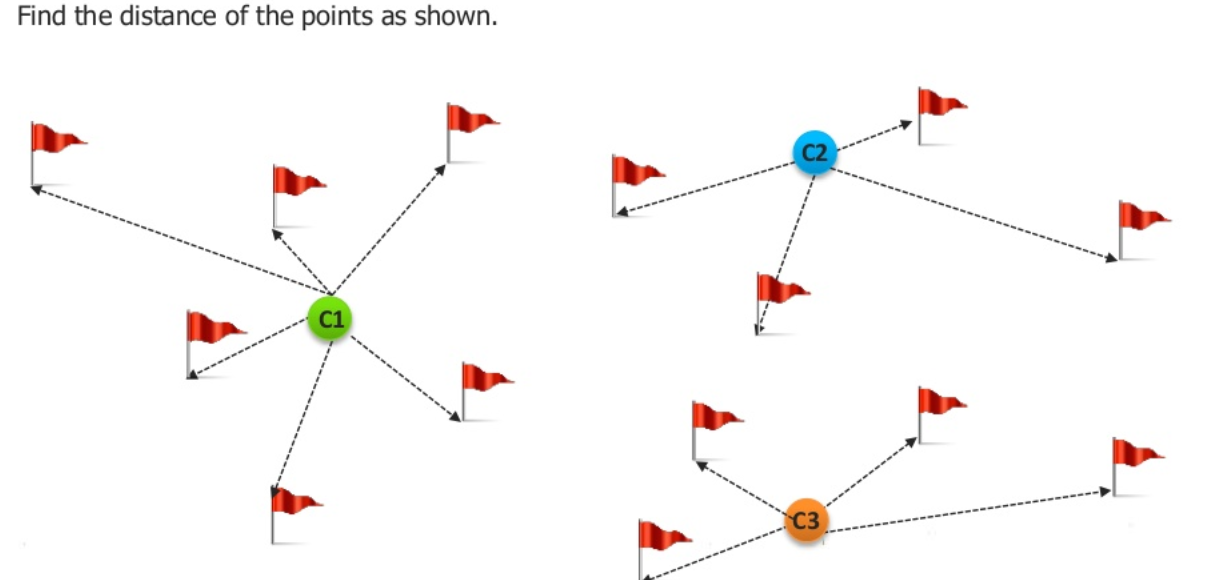 Find the distance of the points as shown.
C2
C1
C3